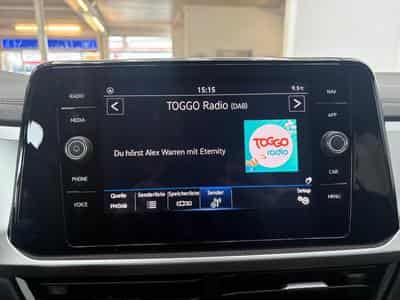 RADIO
MEDIA
PHONE
VOICE
15:15
9.5°C
TOGGO Radio (DAB)
Du hörst Alex Warren mit Eternity
TOGGO
radio
Quelle
Senderliste
Speicherliste
Sender
Setup
NAV
APP
CAR
MENU